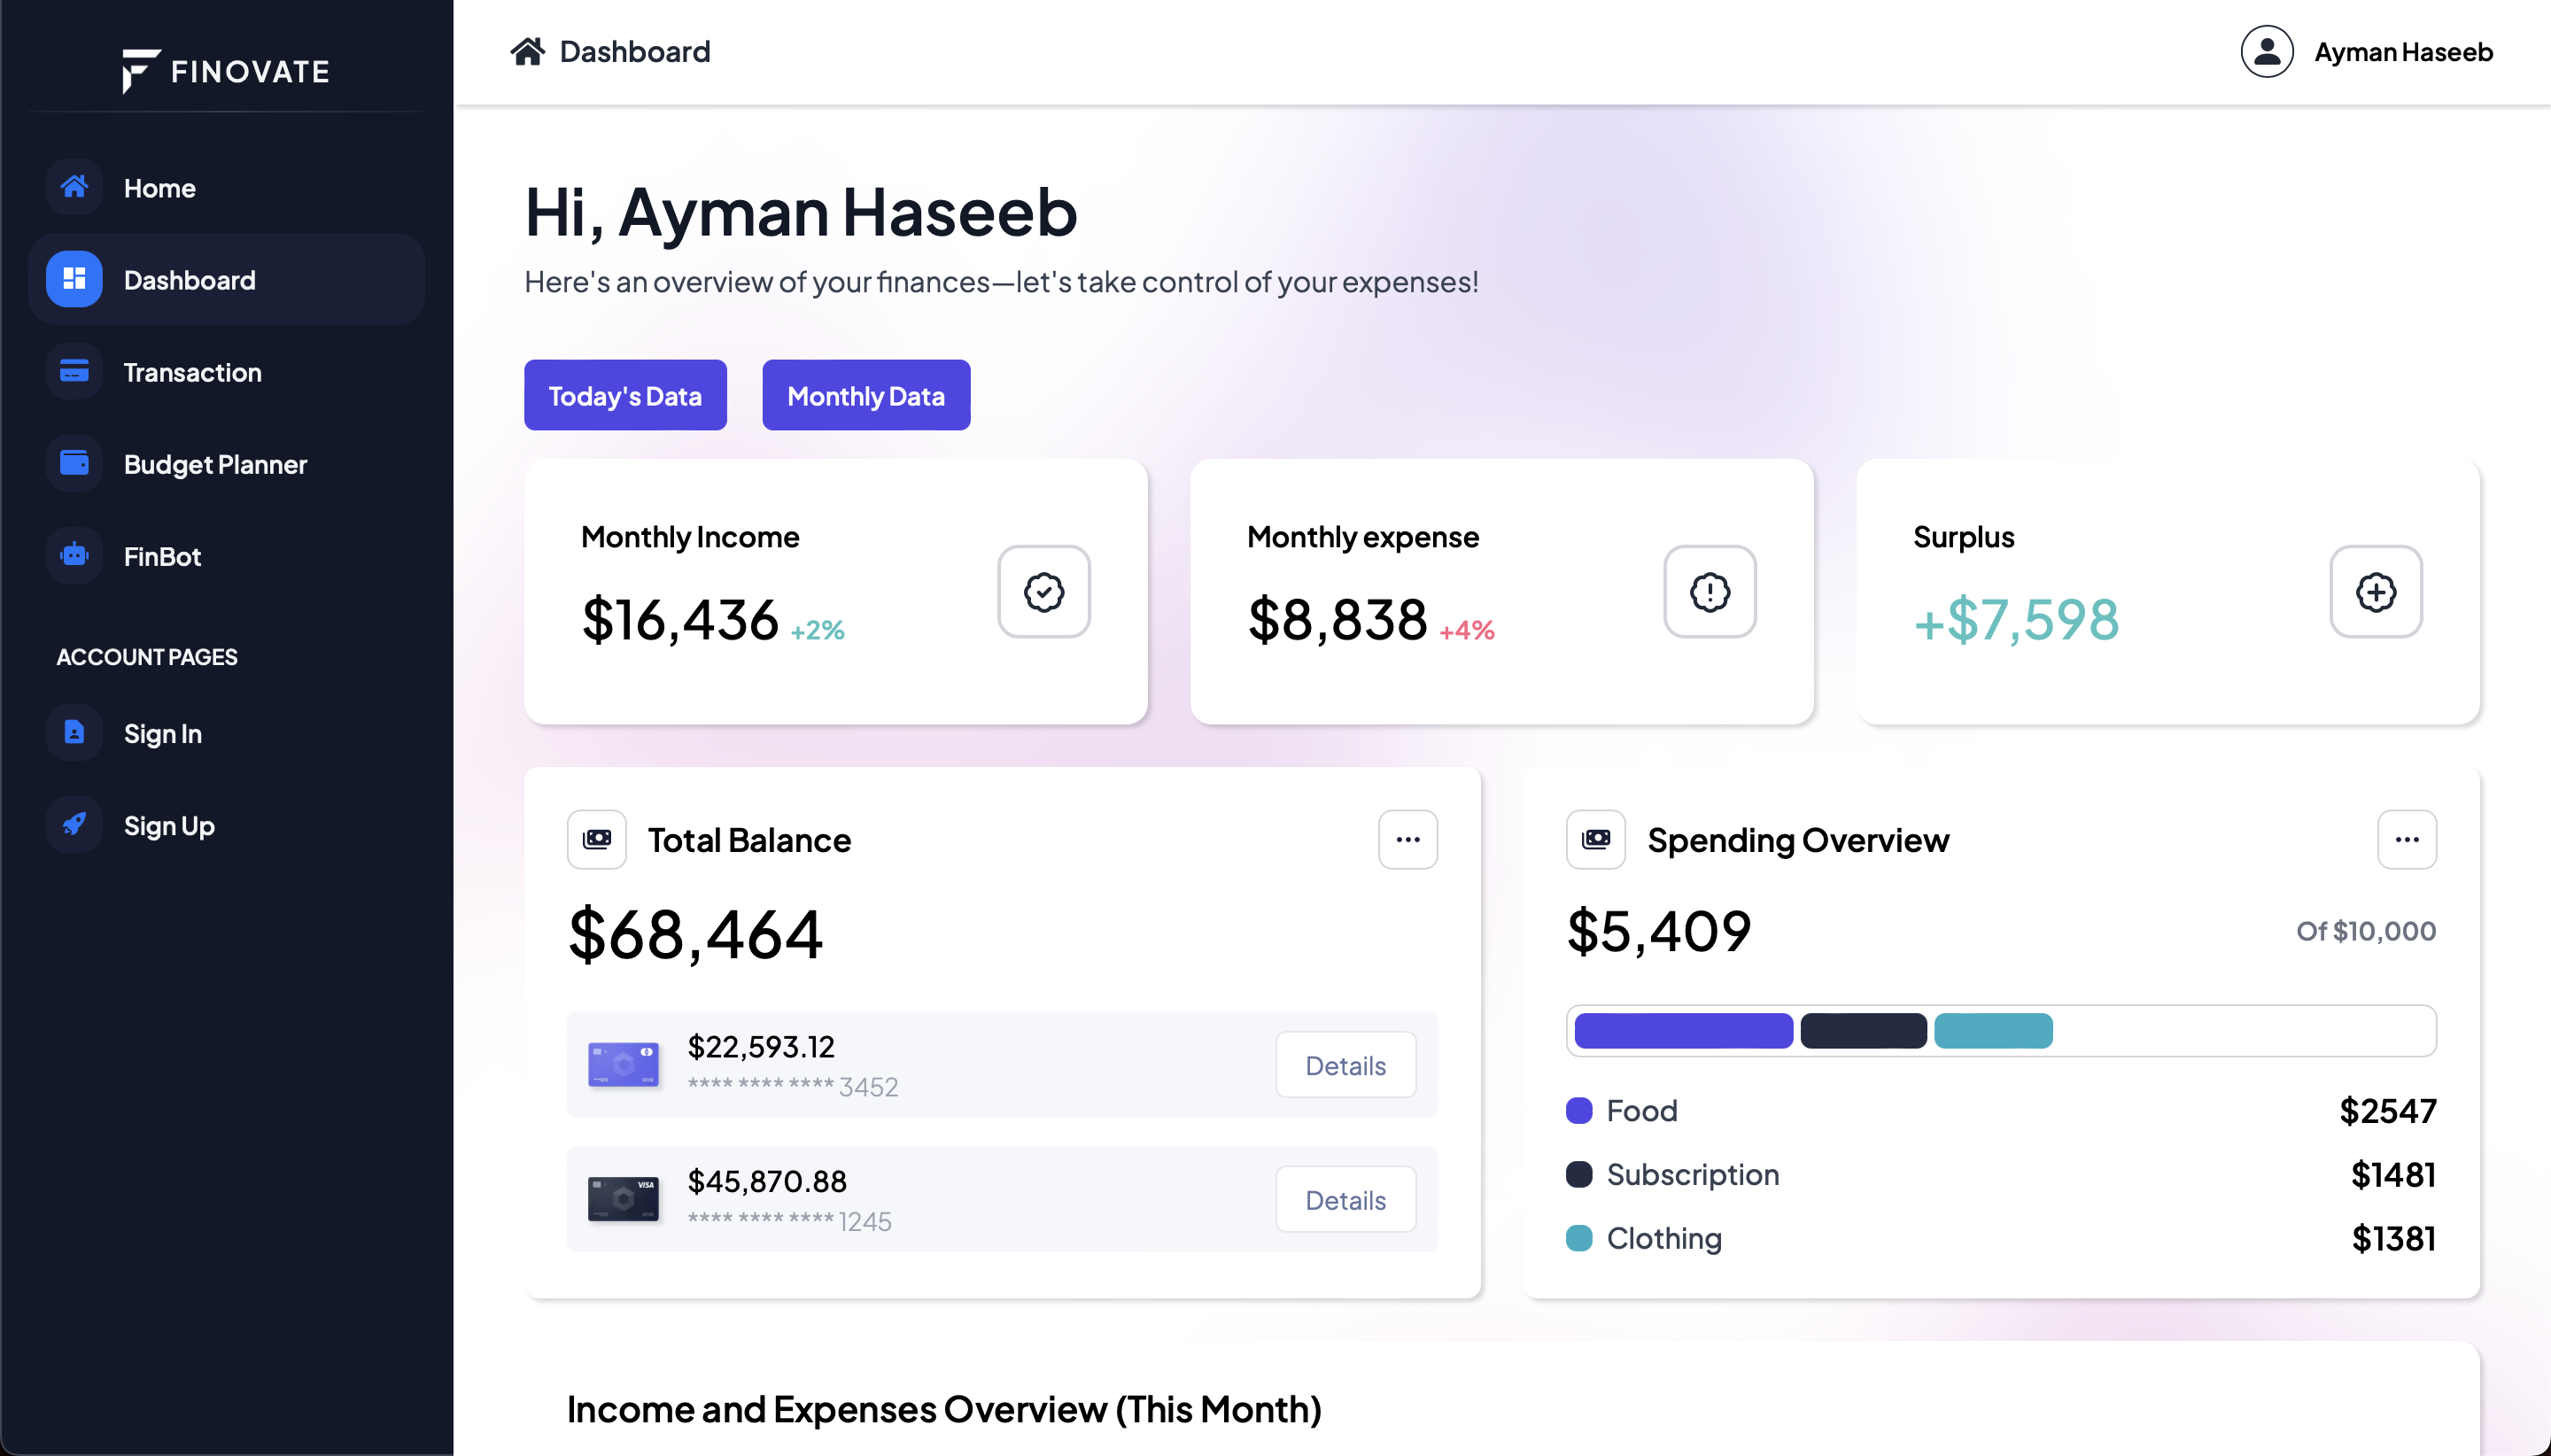 FINOVATE
Home
Dashboard
Transaction
Budget Planner
FinBot
ACCOUNT PAGES
Sign In
Sign Up
Dashboard
Ayman Haseeb
Hi, Ayman Haseeb
Here's an overview of your finances—let's take control of your expenses!
Today's Data
Monthly Data
Monthly Income
$16,436 +2%
Monthly expense
$8,838 +4%
Surplus
+$7,598
Total Balance
$68,464
$22,593.12
**** **** **** 3452
Details
VISA
$45,870.88
**** **** **** 1245
Details
Spending Overview
$5,409
Of $10,000
Food $2547
Subscription $1481
Clothing $1381
Income and Expenses Overview (This Month)